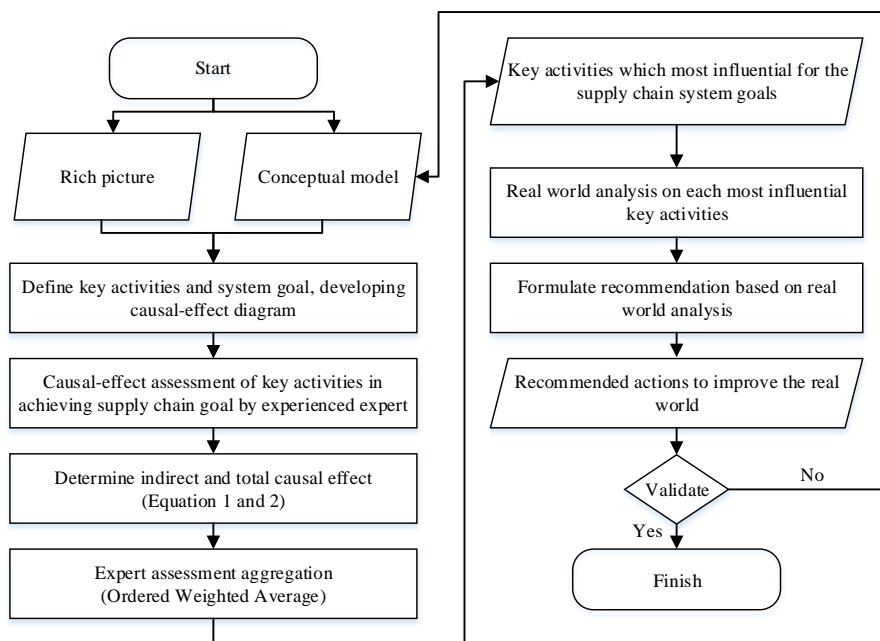 Start
Rich picture
Conceptual model
Define key activities and system goal, developing
causal-effect diagram
Causal-effect assessment of key activities in
achieving supply chain goal by experienced expert
Determine indirect and total causal effect
(Equation 1 and 2)
Expert assessment aggregation
(Ordered Weighted Average)
Key activities which most influential for the
supply chain system goals
Real world analysis on each most influential
key activities
Formulate recommendation based on real
world analysis
Recommended actions to improve the real
world
Validate
No
Yes
Finish